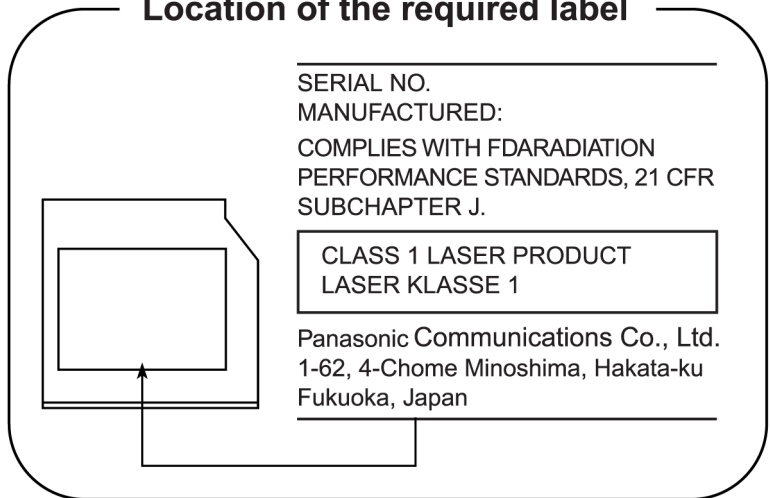 Location of the required label
SERIAL NO.
MANUFACTURED:
COMPLIES WITH FDARADIATION
PERFORMANCE STANDARDS, 21 CFR
SUBCHAPTER J.
CLASS 1 LASER PRODUCT
LASER KLASSE 1
Panasonic Communications Co., Ltd.
1-62, 4-Chome Minoshima, Hakata-ku
Fukuoka, Japan